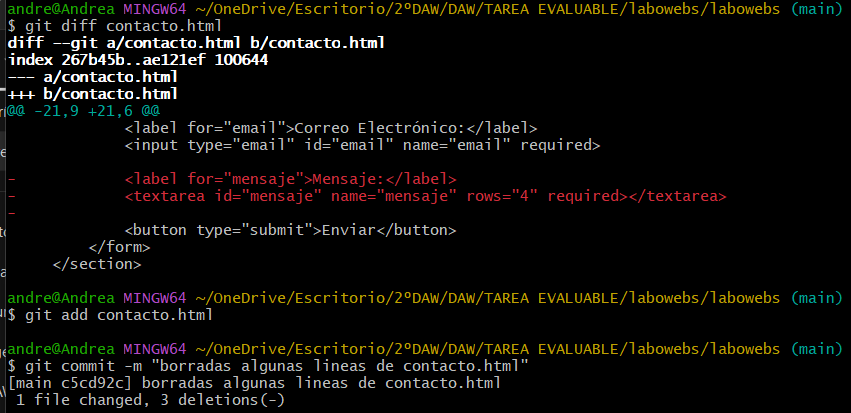 andre@Andrea MINGW64 ~/OneDrive/Escritorio/2ºDAW/DAW/TAREA EVALUABLE/labowebs/labowebs (main)
$ git diff contacto.html
diff --git a/contacto.html b/contacto.html
index 267b45b..ae121ef 100644
--- a/contacto.html
+++ b/contacto.html
@@ -21,9 +21,6 @@
            <label for="email">Correo Electrónico:</label>
            <input type="email" id="email" name="email" required>

-            <label for="mensaje">Mensaje:</label>
-            <textarea id="mensaje" name="mensaje" rows="4" required></textarea>
-
            <button type="submit">Enviar</button>
        </form>
    </section>

andre@Andrea MINGW64 ~/OneDrive/Escritorio/2ºDAW/DAW/TAREA EVALUABLE/labowebs/labowebs (main)
$ git add contacto.html

andre@Andrea MINGW64 ~/OneDrive/Escritorio/2ºDAW/DAW/TAREA EVALUABLE/labowebs/labowebs (main)
$ git commit -m "borradas algunas lineas de contacto.html"
[main c5cd92c] borradas algunas lineas de contacto.html
 1 file changed, 3 deletions(-)